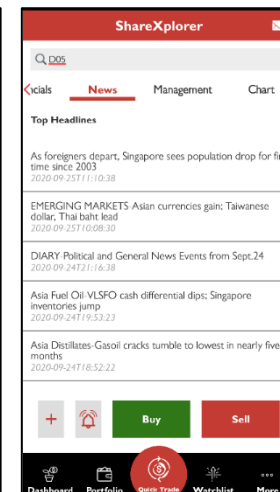 ShareXplorer
D05
ncials News Management Chart
Top Headlines
As foreigners depart, Singapore sees population drop for fi
time since 2003
2020-09-25T11:10:38
EMERGING MARKETS-Asian currencies gain; Taiwanese
dollar, Thai baht lead
2020-09-25T10:08:30
DIARY-Political and General News Events from Sept.24
2020-09-24T21:16:38
Asia Fuel Oil-VLSFO cash differential dips; Singapore
inventories jump
2020-09-24T19:53:23
Asia Distillates-Gasoil cracks tumble to lowest in nearly five
months
2020-09-24T18:52:22
Buy Sell
Dashboard Portfolio Quick Trade Watchlist More